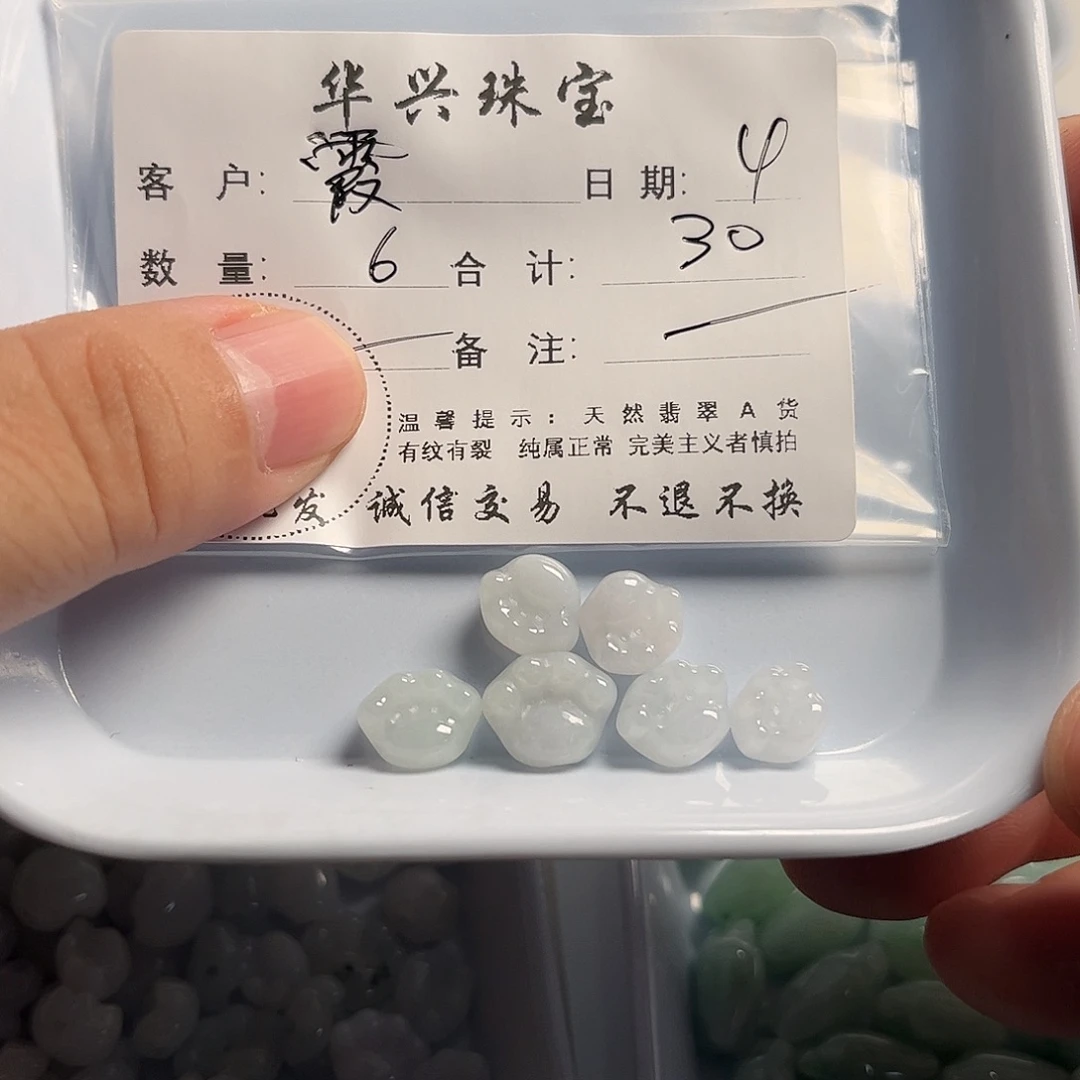 华兴珠宝
客 户: 霞 日 期: 4
数 量: 6 合 计: 30
备 注:
温馨提示: 天然翡翠A货
有纹有裂 纯属正常 完美主义者慎拍
发 诚信交易 不退不换